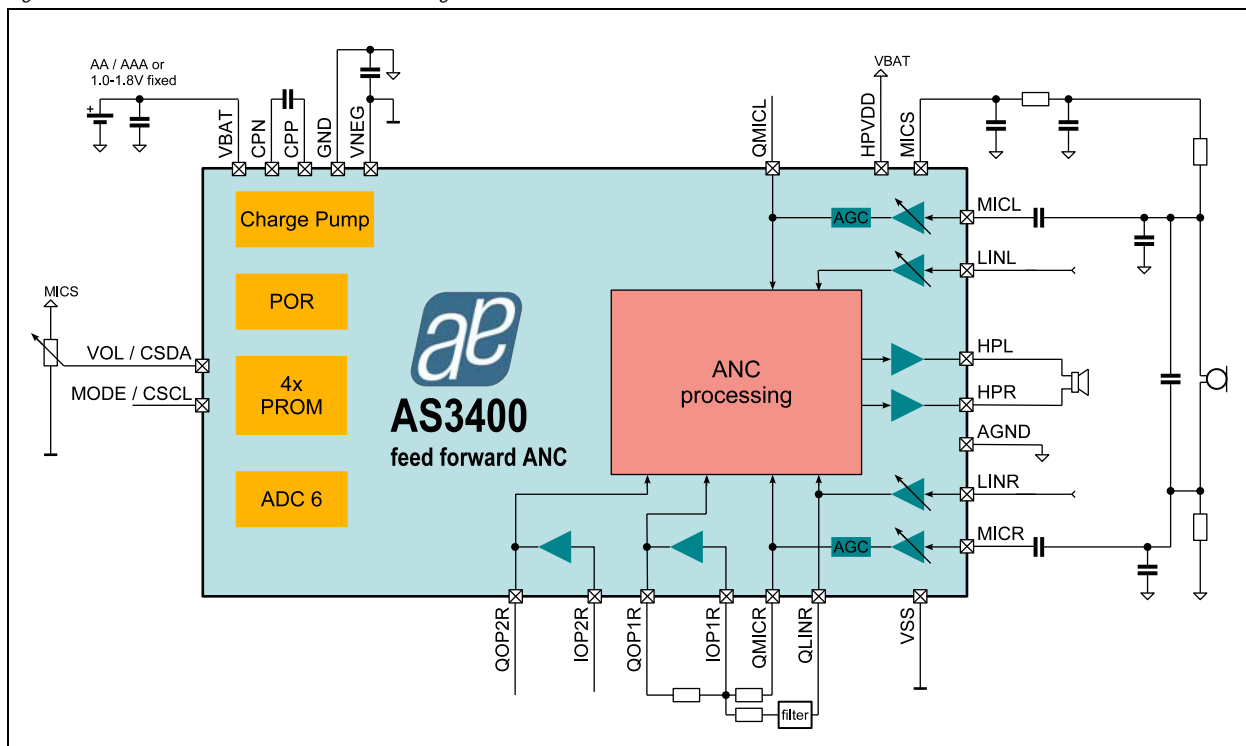 AA / AAA or
1.0-1.8V fixed
+
VBAT
CPN
CPP
GND
VNEG
QMICL
VBAT
HPVDD
MICS
Charge Pump
POR
4x
PROM
ADC 6
MICS
VOL / CSDA
MODE / CSCL
ae
AS3400
feed forward ANC
ANC
processing
AGC
AGC
MICL
LINL
HPL
HPR
AGND
LINR
MICR
QOP2R
IOP2R
QOP1R
IOP1R
QMICR
QLINR
VSS
filter